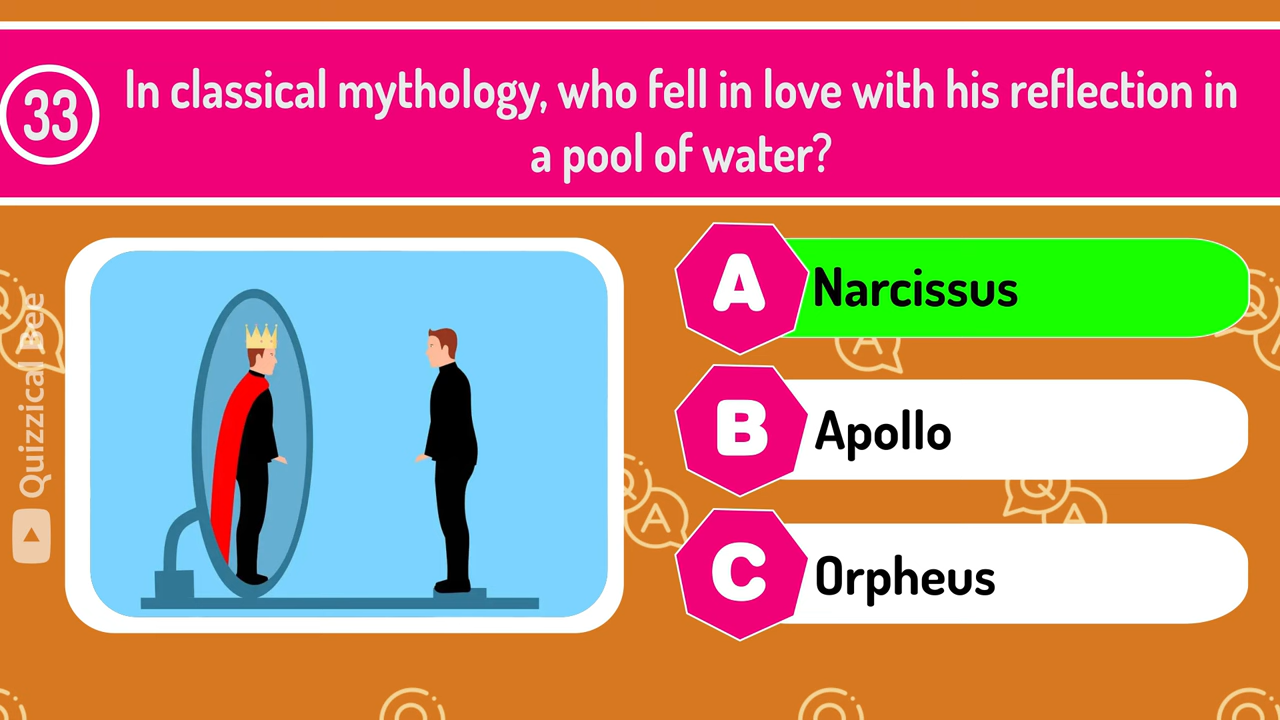 33
In classical mythology, who fell in love with his reflection in
a pool of water?
A
Narcissus
B
Apollo
C
Orpheus
Quizzical Bee
A
Q
A
Q
A